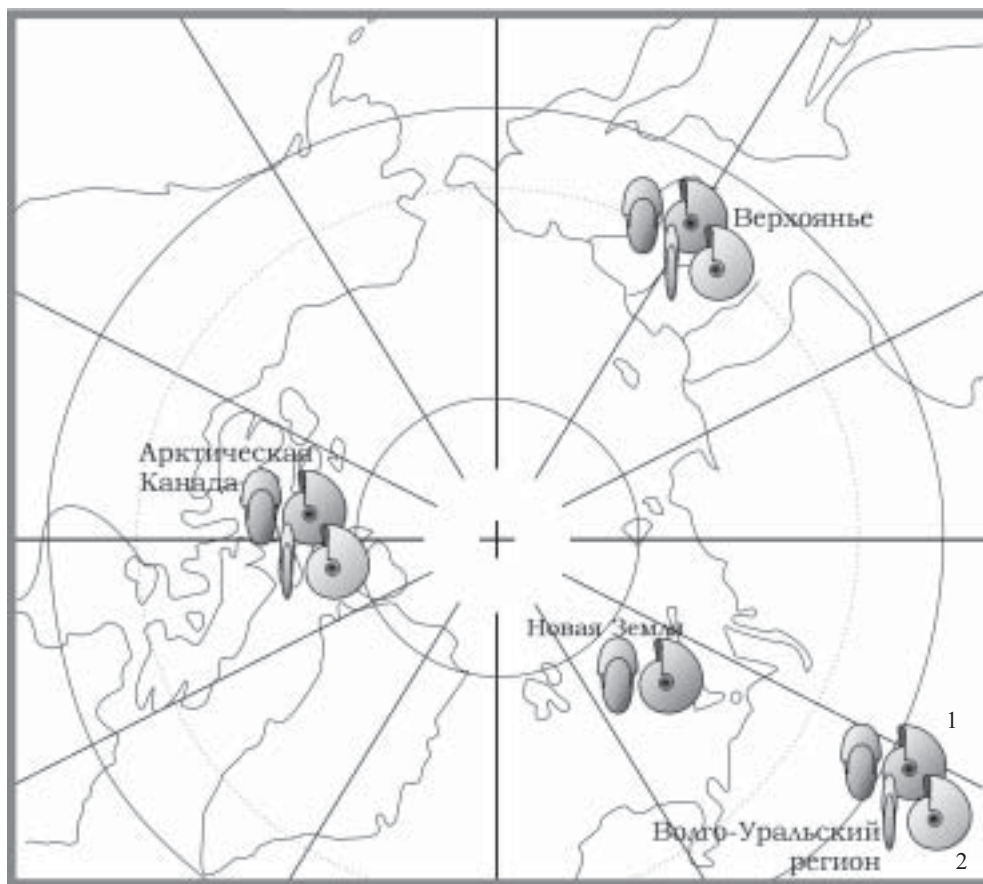 Верхоянье
Арктическая
Канада
Новая Земля
1
Волго-Уральский
регион
2